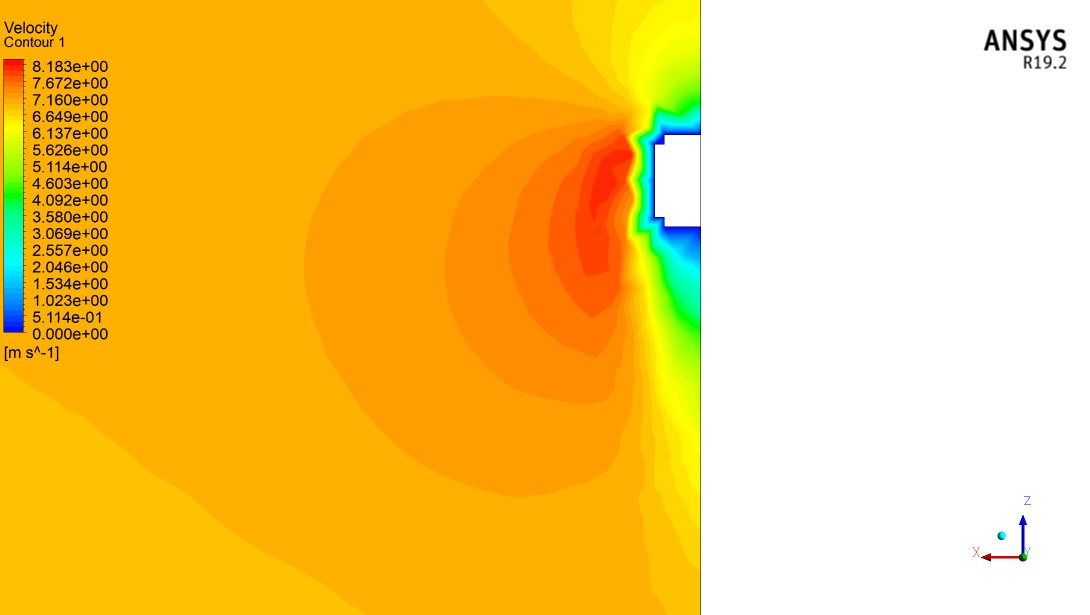 Velocity
Contour 1
8.183e+00
7.672e+00
7.160e+00
6.649e+00
6.137e+00
5.626e+00
5.114e+00
4.603e+00
4.092e+00
3.580e+00
3.069e+00
2.557e+00
2.046e+00
1.534e+00
1.023e+00
5.114e-01
0.000e+00
[m s^-1]
ANSYS
R19.2
Z
X
Y